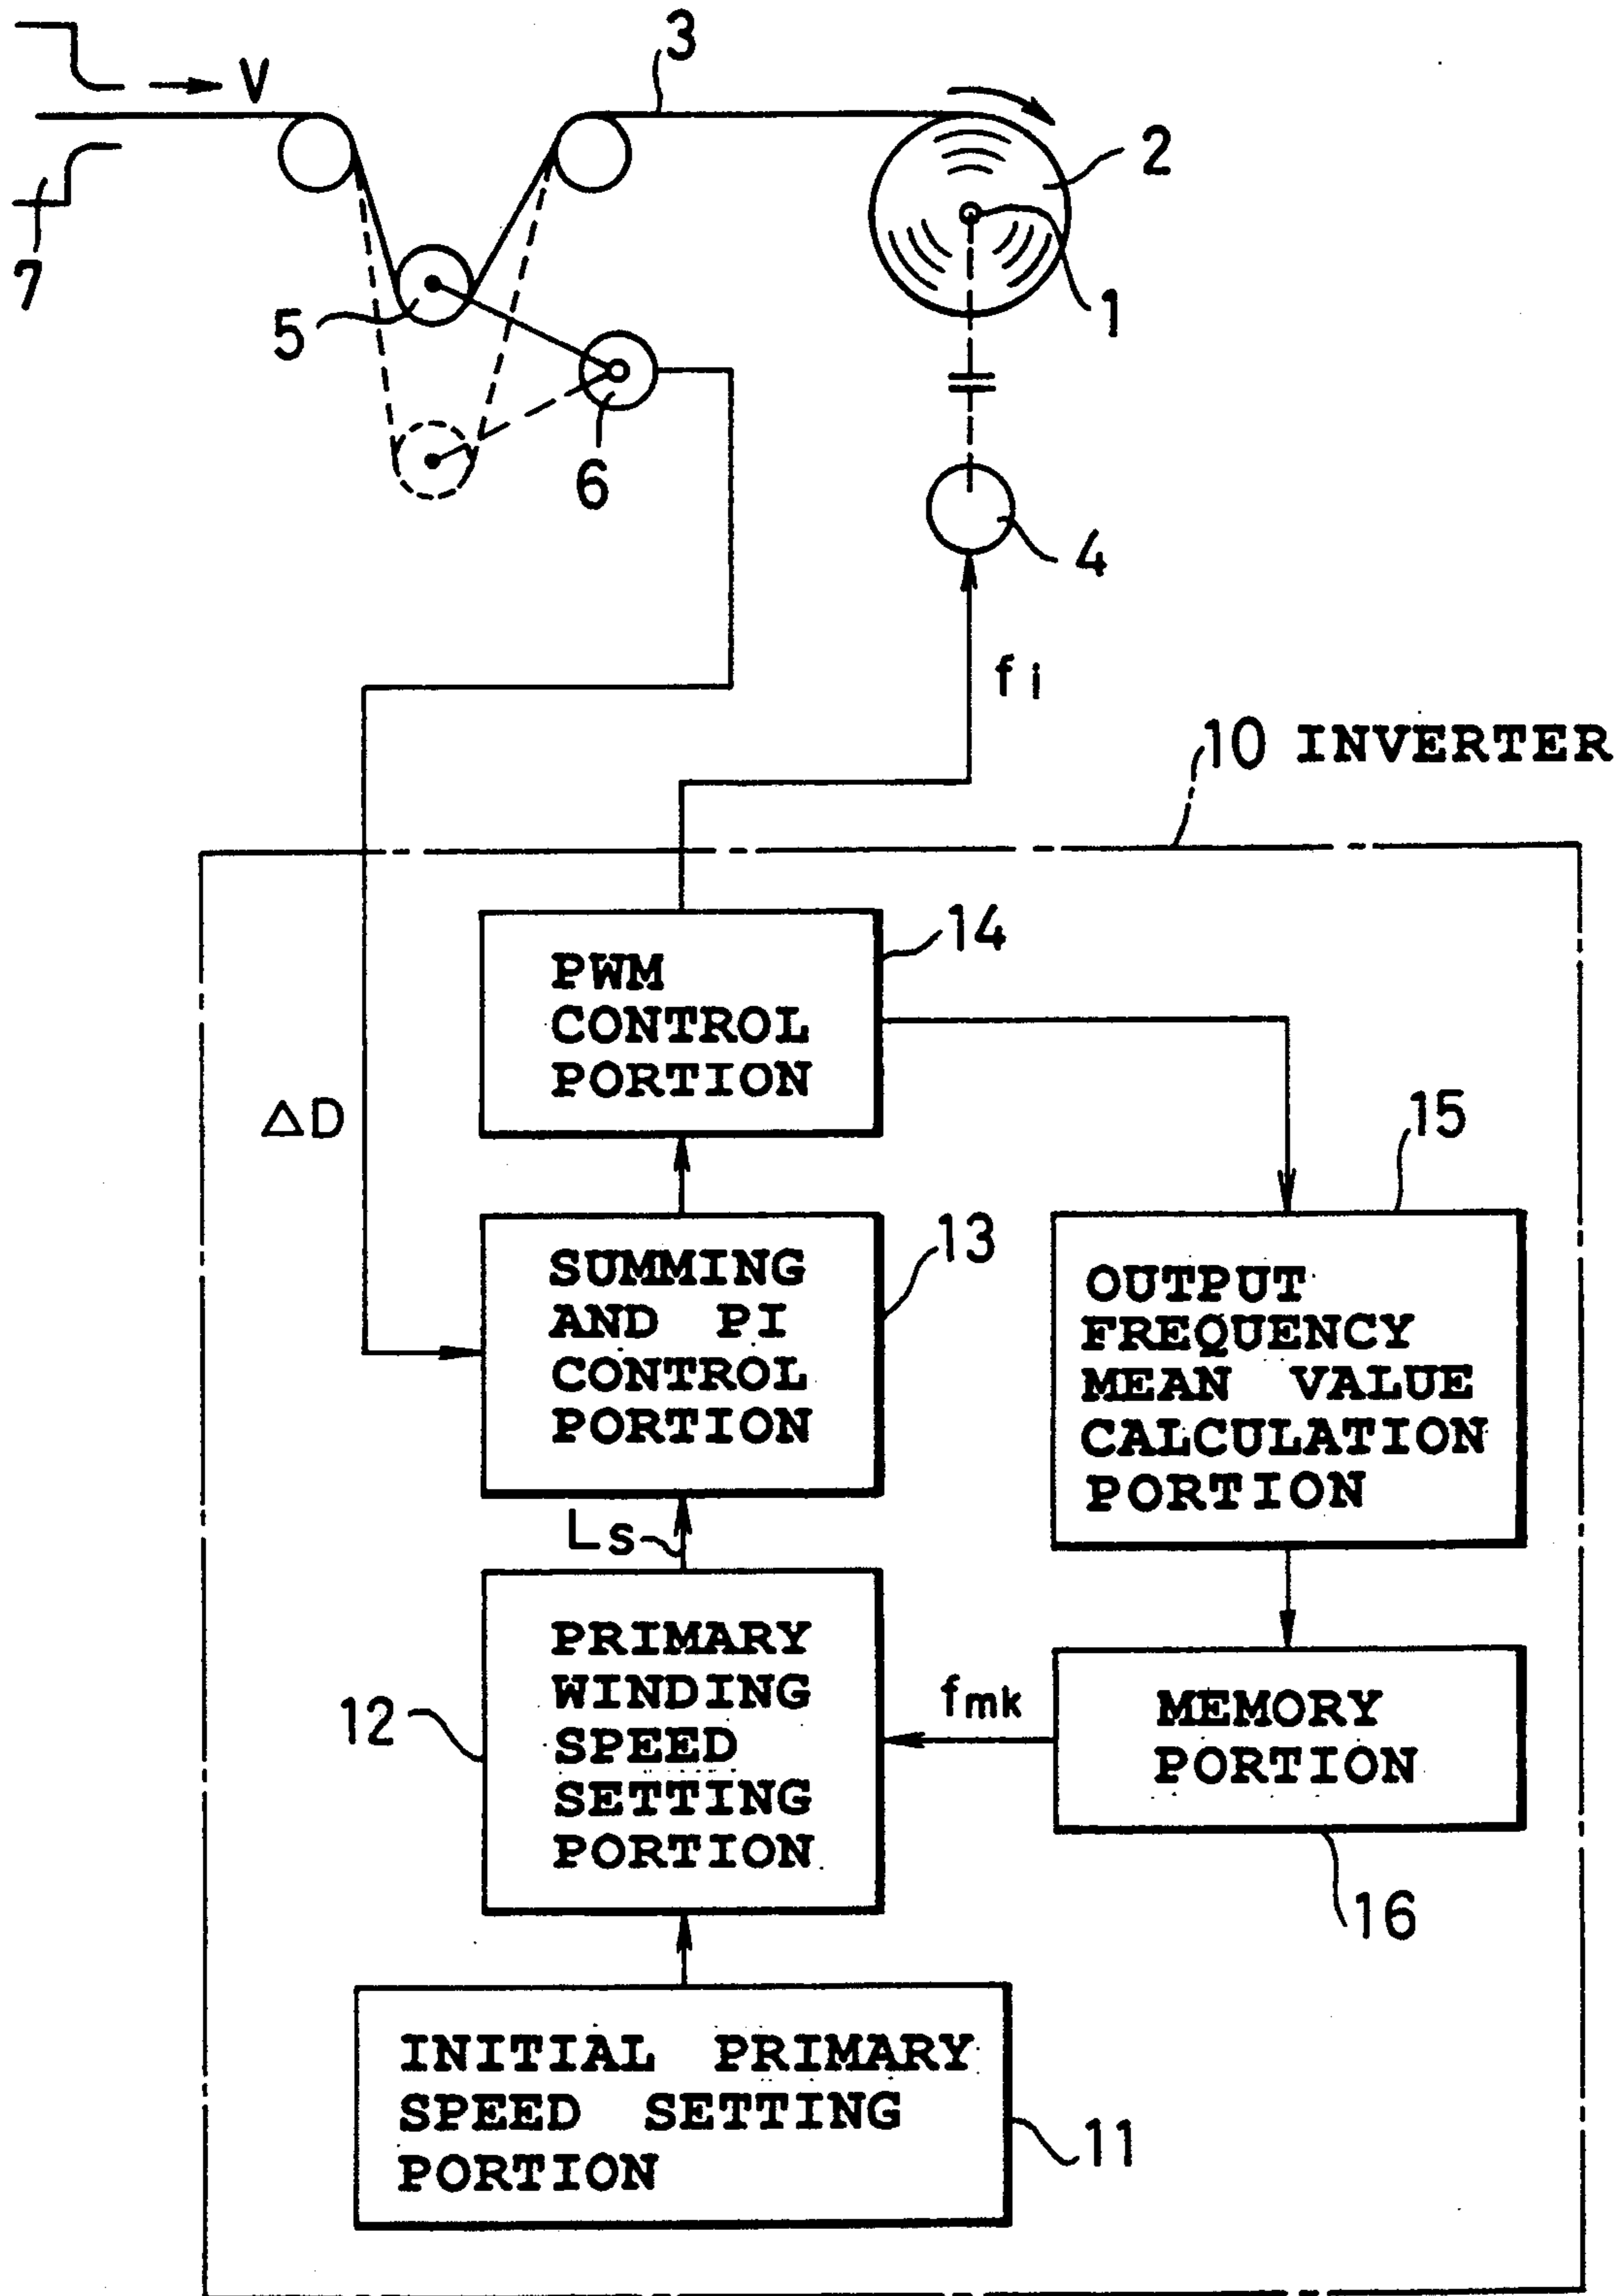 3
V
2
7
5
1
6
4
fi
10 INVERTER
14
PWM
CONTROL
PORTION
ΔD
15
13
SUMMING
AND PI
CONTROL
PORTION
OUTPUT
FREQUENCY
MEAN VALUE
CALCULATION
PORTION
Ls
PRIMARY
WINDING
SPEED
SETTING
PORTION
12
fmk
MEMORY
PORTION
16
INITIAL PRIMARY
SPEED SETTING
PORTION
11